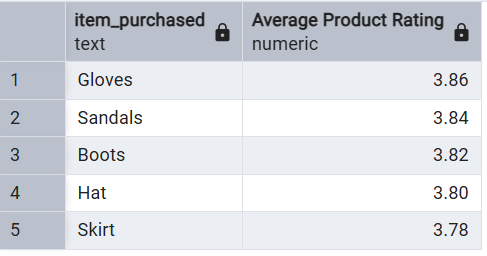 item_purchased Average Product Rating
text numeric
1 Gloves 3.86
2 Sandals 3.84
3 Boots 3.82
4 Hat 3.80
5 Skirt 3.78